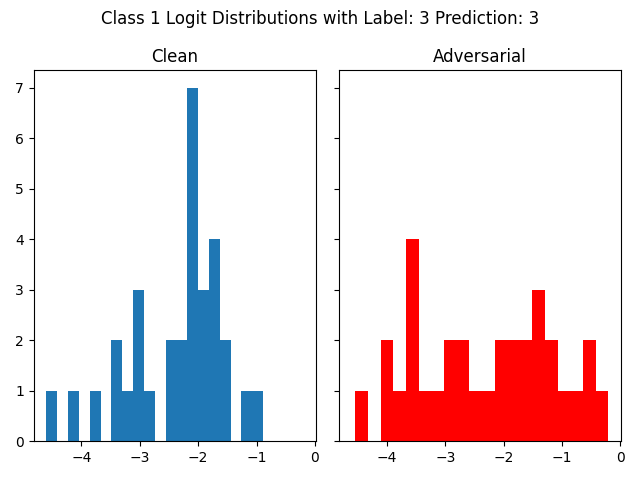 Class 1 Logit Distributions with Label: 3 Prediction: 3
Clean
Adversarial
7
6
5
4
3
2
1
0
−4 −3 −2 −1 0
−4 −3 −2 −1 0